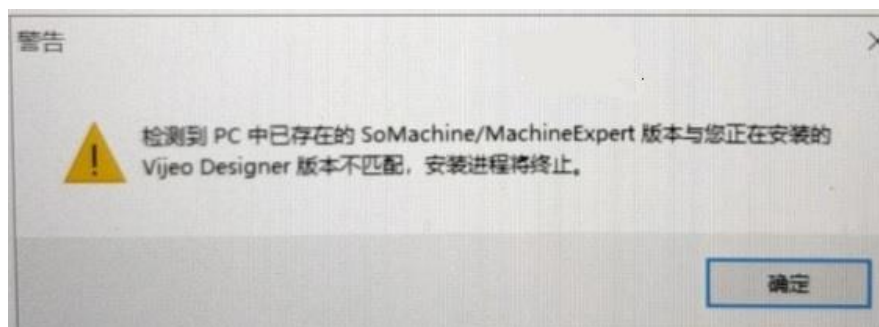 警告
检测到 PC 中已存在的 SoMachine/MachineExpert 版本与您正在安装的
Vijeo Designer 版本不匹配，安装进程将终止。
确定